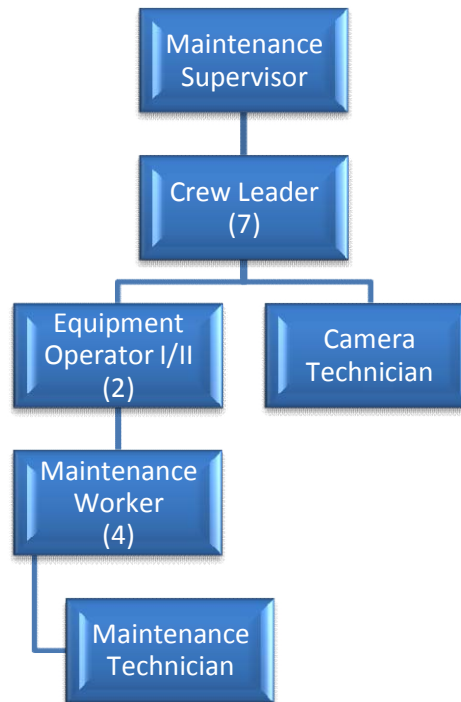 Maintenance
Supervisor
Crew Leader
(7)
Equipment
Operator I/II
(2)
Camera
Technician
Maintenance
Worker
(4)
Maintenance
Technician